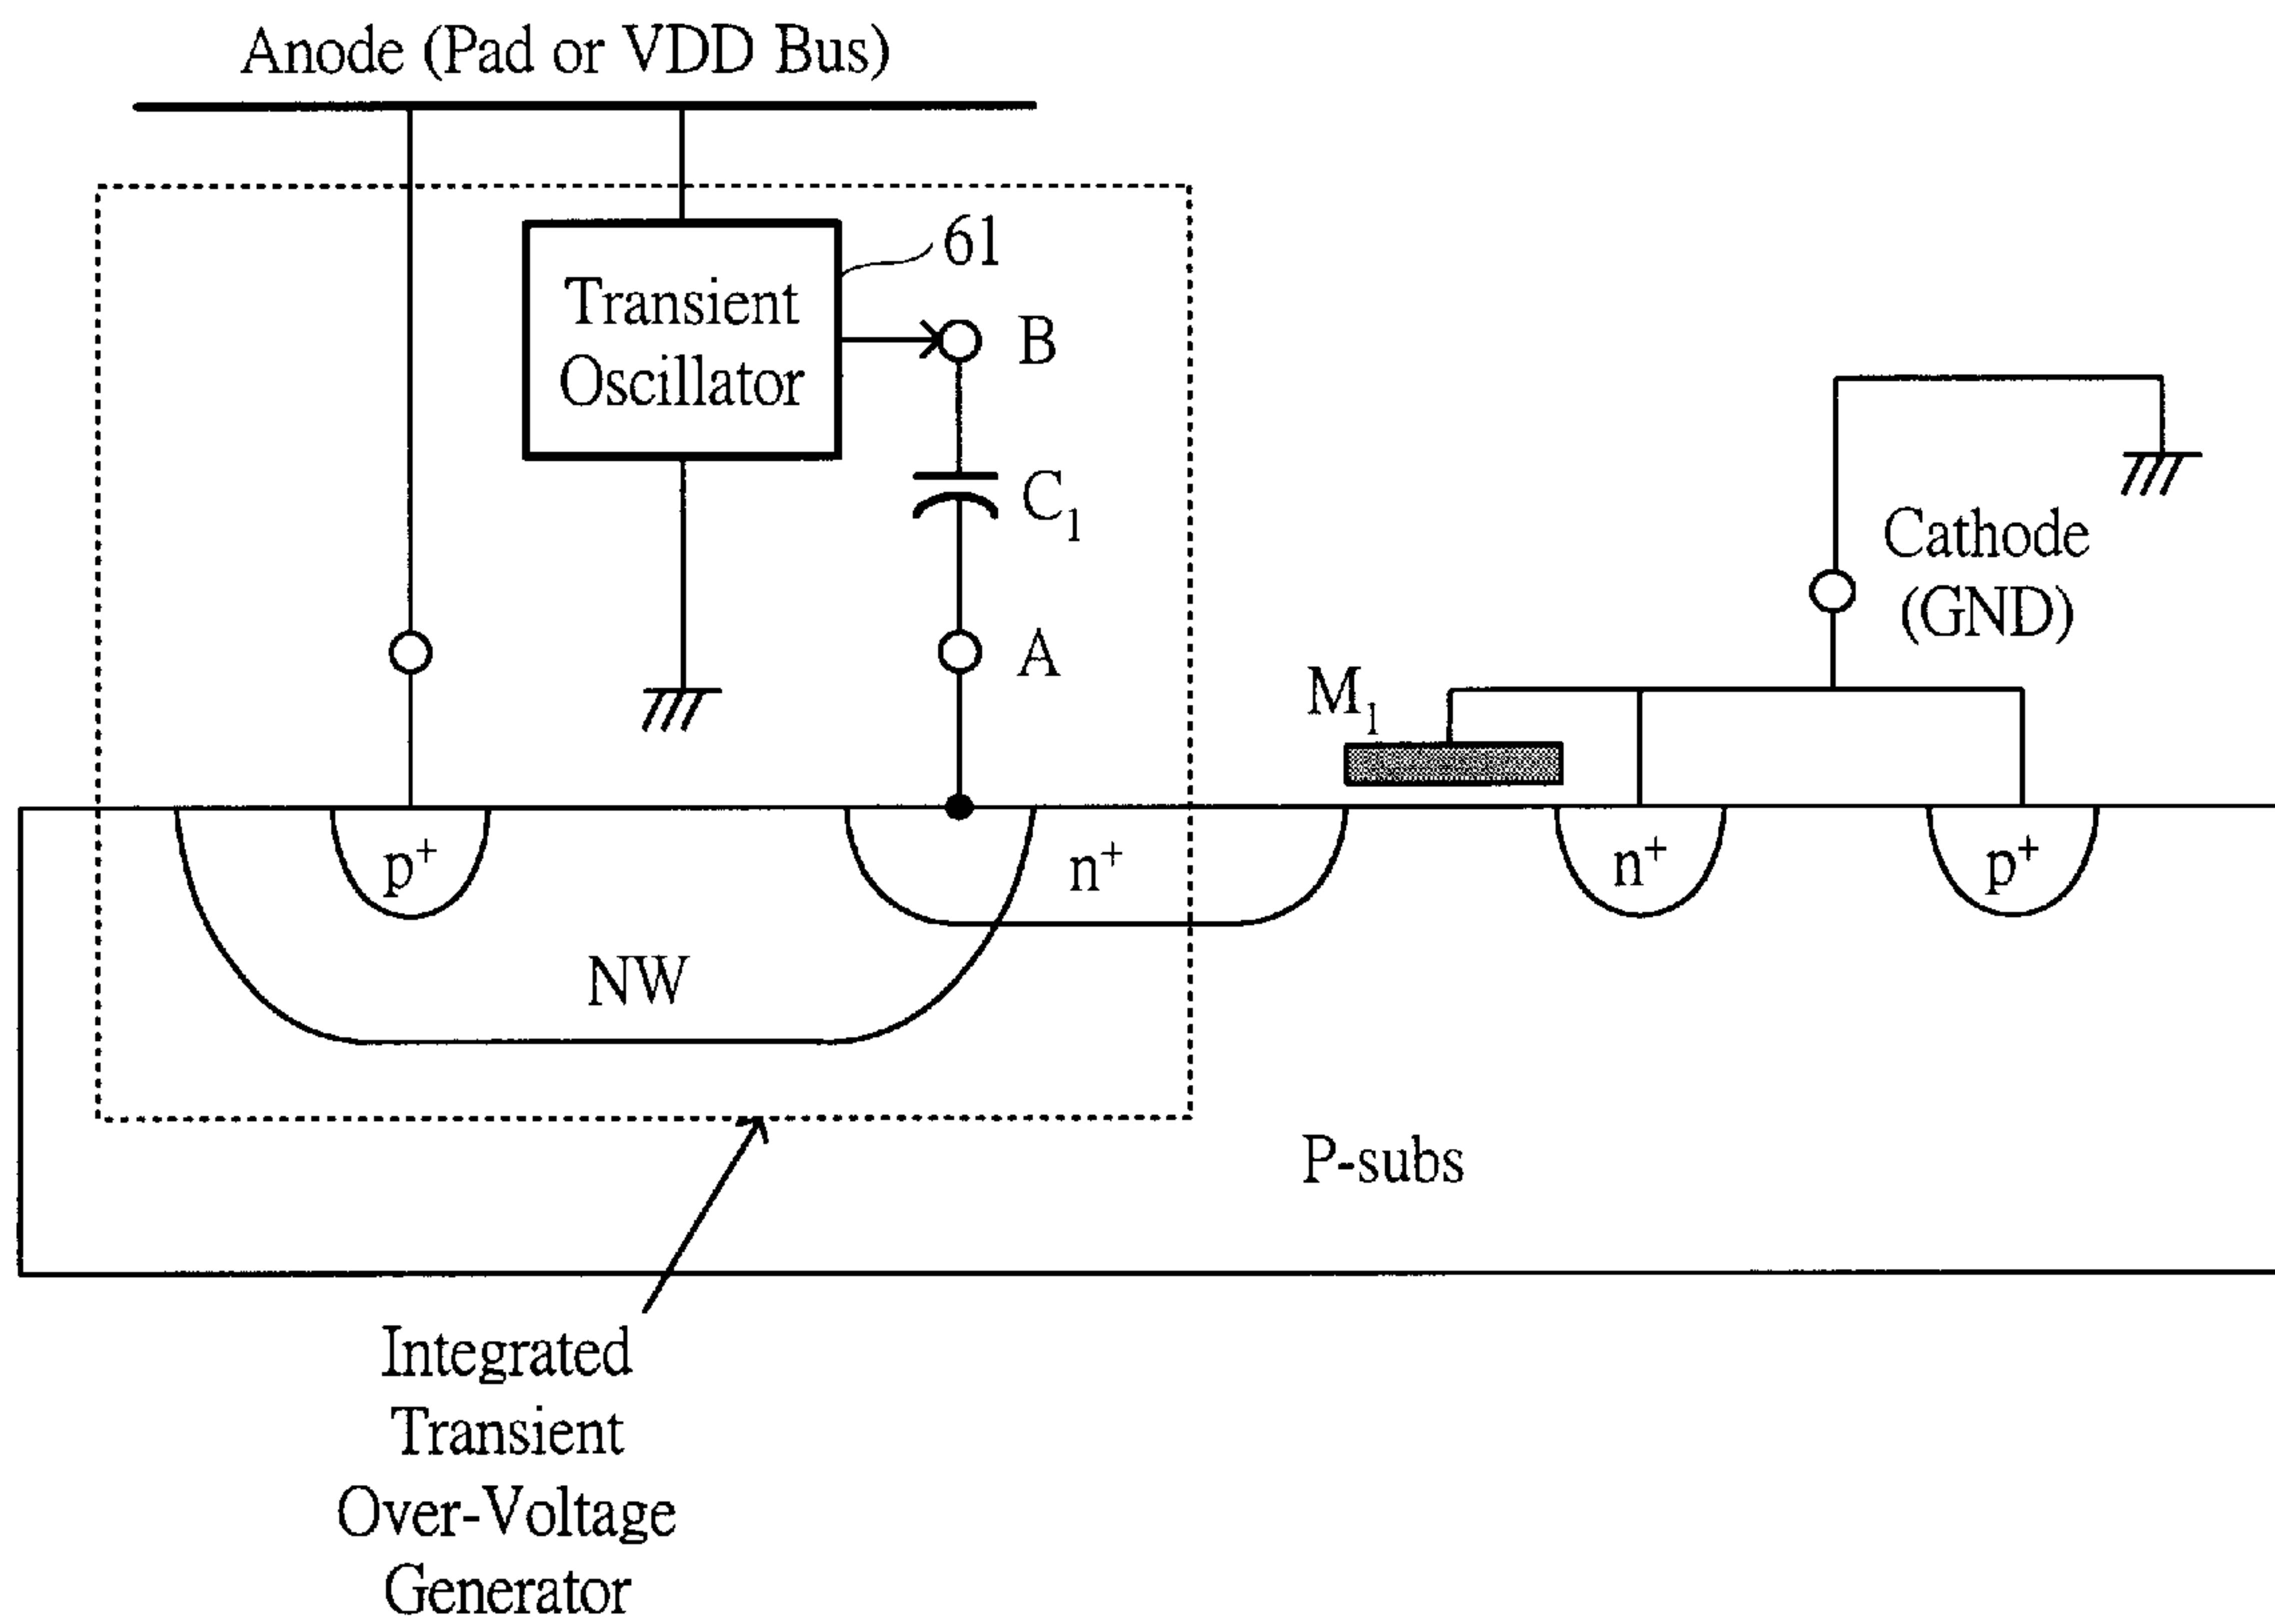 Anode (Pad or VDD Bus)
61
Transient
Oscillator
B
C₁
A
Cathode
(GND)
M₁
p⁺
n⁺
n⁺
p⁺
NW
P-subs
Integrated
Transient
Over-Voltage
Generator